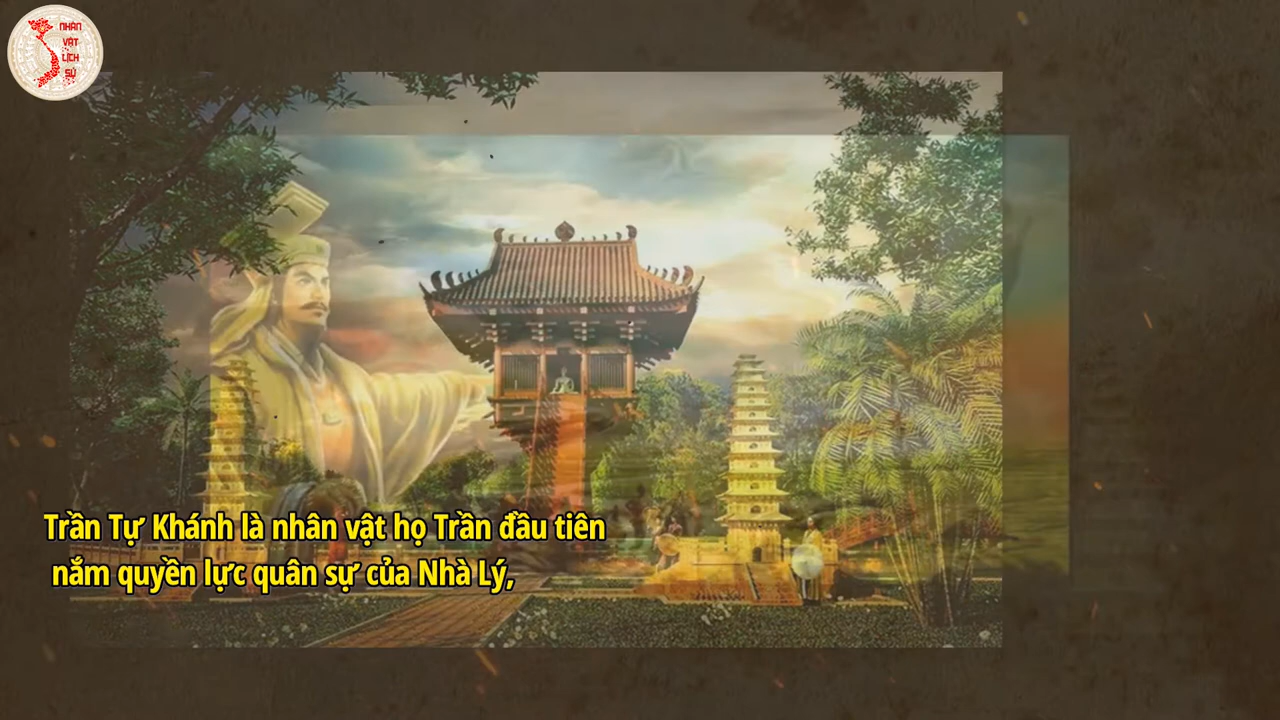 NHÂN
VẬT
LỊCH
SỬ
Trần Tự Khánh là nhân vật họ Trần đầu tiên
nắm quyền lực quân sự của Nhà Lý,